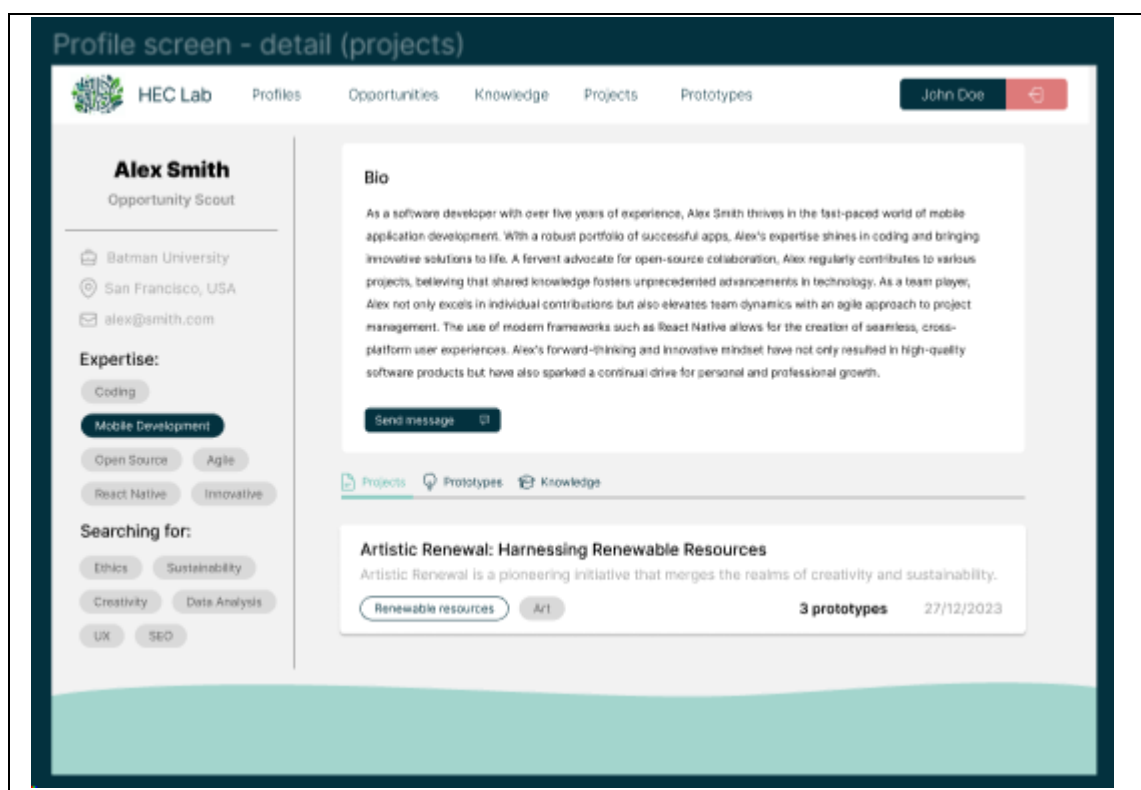 Profile screen - detail (projects)
HEC Lab Profiles Opportunities Knowledge Projects Prototypes John Doe
Alex Smith
Opportunity Scout
Batman University
San Francisco, USA
alex@smith.com
Expertise:
Coding
Mobile Development
Open Source Agile
React Native Innovative
Searching for:
Ethics Sustainability
Creativity Data Analysis
UX SEO
Bio
As a software developer with over five years of experience, Alex Smith thrives in the fast-paced world of mobile
application development. With a robust portfolio of successful apps, Alex's expertise shines in coding and bringing
innovative solutions to life. A fervent advocate for open-source collaboration, Alex regularly contributes to various
projects, believing that shared knowledge fosters unprecedented advancements in technology. As a team player,
Alex not only excels in individual contributions but also elevates team dynamics with an agile approach to project
management. The use of modern frameworks such as React Native allows for the creation of seamless, cross-
platform user experiences. Alex's forward-thinking and innovative mindset have not only resulted in high-quality
software products but have also sparked a continual drive for personal and professional growth.
Send message
Projects Prototypes Knowledge
Artistic Renewal: Harnessing Renewable Resources
Artistic Renewal is a pioneering initiative that merges the realms of creativity and sustainability.
Renewable resources Art 3 prototypes 27/12/2023